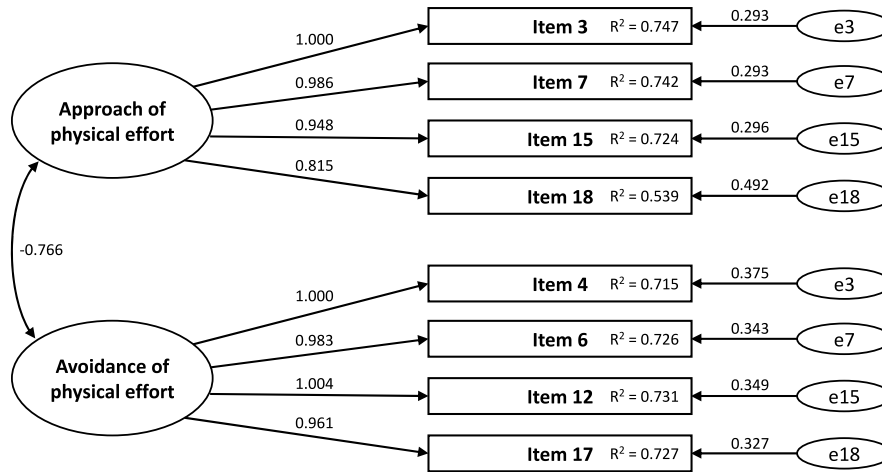 1.000
Item 3 R² = 0.747
0.293
e3
0.986
Item 7 R² = 0.742
0.293
e7
Approach of
physical effort
0.948
Item 15 R² = 0.724
0.296
e15
0.815
Item 18 R² = 0.539
0.492
e18
-0.766
1.000
Item 4 R² = 0.715
0.375
e3
0.983
Item 6 R² = 0.726
0.343
e7
Avoidance of
physical effort
1.004
Item 12 R² = 0.731
0.349
e15
0.961
Item 17 R² = 0.727
0.327
e18